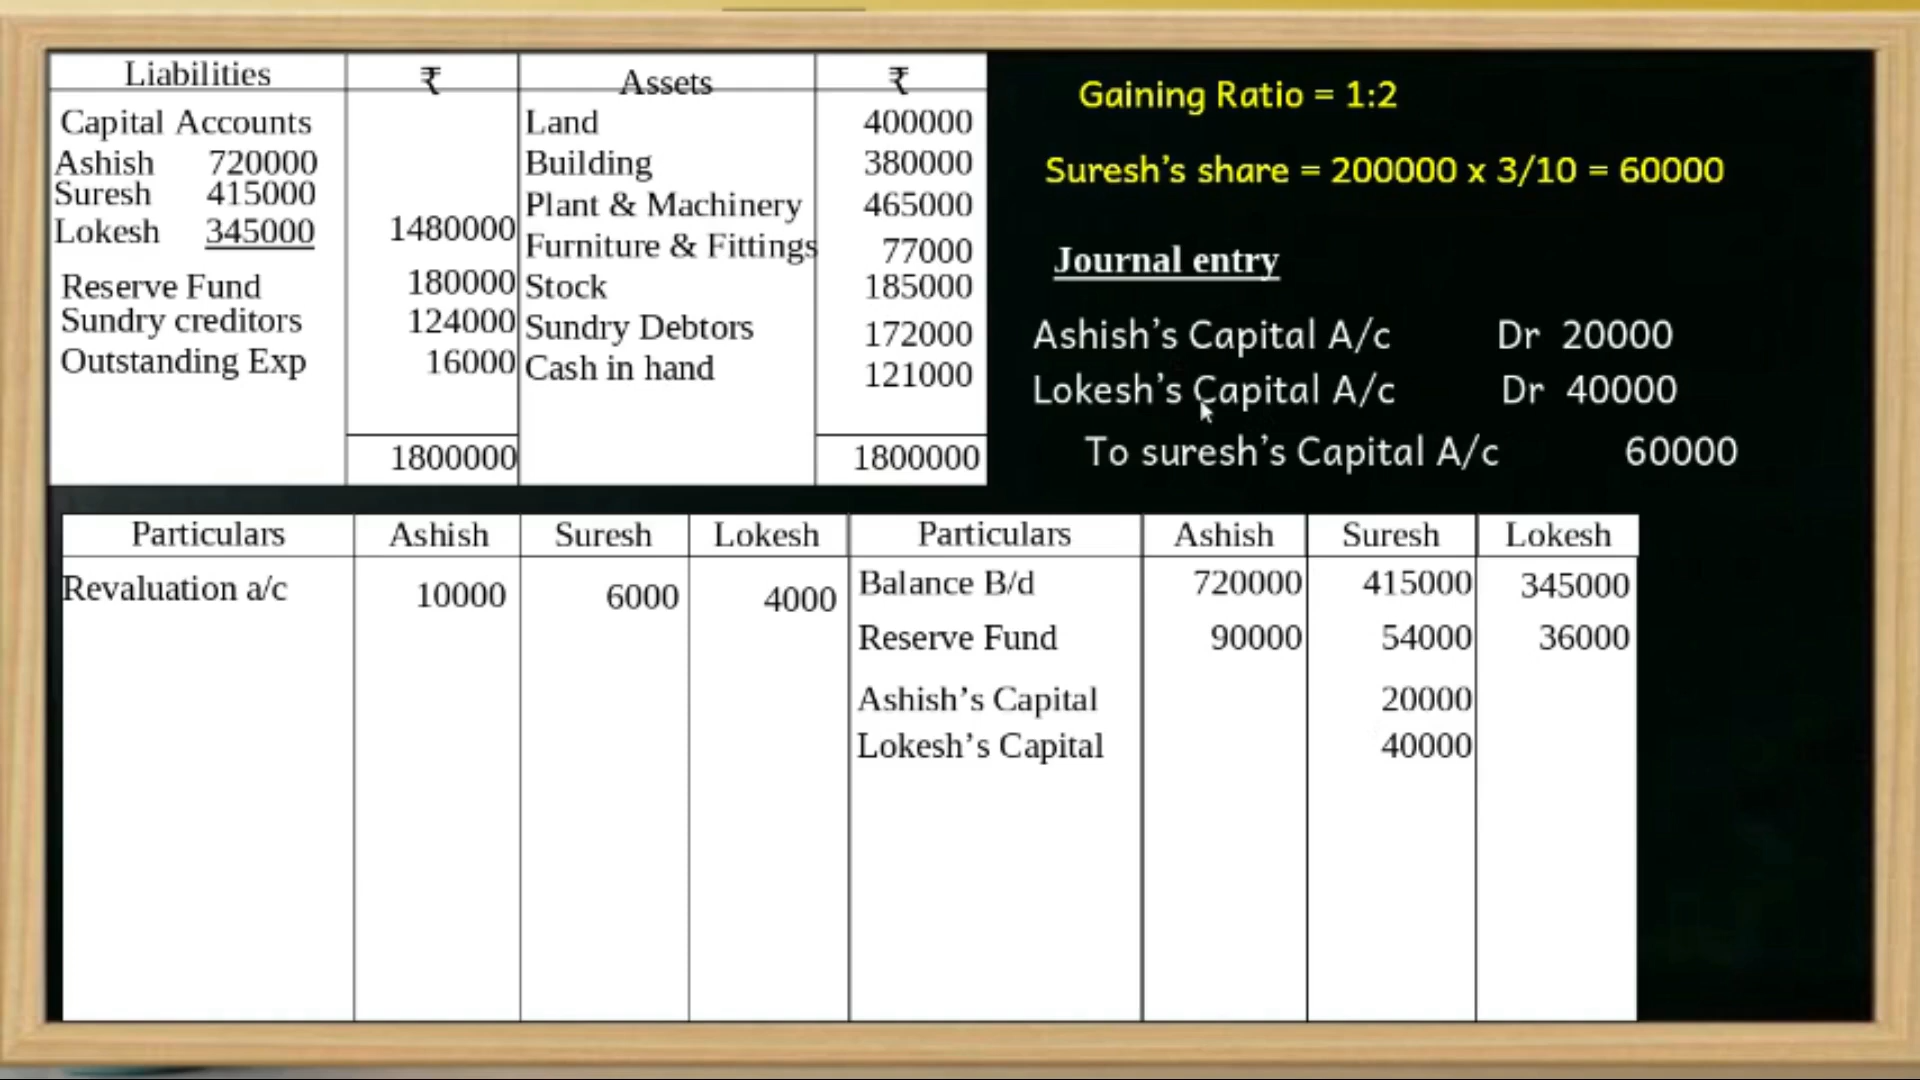 Liabilities ₹ Assets ₹
Capital Accounts Land 400000
Ashish 720000 Building 380000
Suresh 415000 Plant & Machinery 465000
Lokesh 345000 1480000 Furniture & Fittings 77000
Reserve Fund 180000 Stock 185000
Sundry creditors 124000 Sundry Debtors 172000
Outstanding Exp 16000 Cash in hand 121000
1800000 1800000
Gaining Ratio = 1:2
Suresh's share = 200000 x 3/10 = 60000
Journal entry
Ashish's Capital A/c Dr 20000
Lokesh's Capital A/c Dr 40000
To suresh's Capital A/c 60000
Particulars Ashish Suresh Lokesh Particulars Ashish Suresh Lokesh
Revaluation a/c 10000 6000 4000 Balance B/d 720000 415000 345000
Reserve Fund 90000 54000 36000
Ashish's Capital 20000
Lokesh's Capital 40000